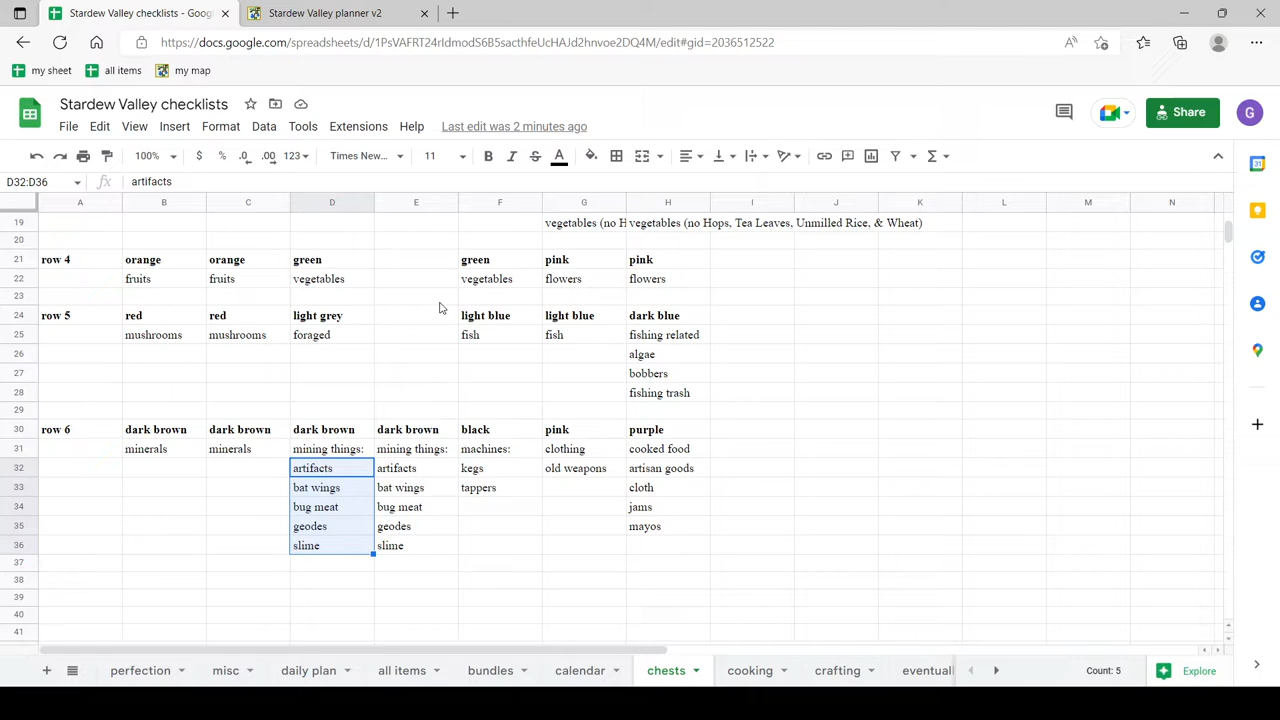 Stardew Valley checklists - Goog
Stardew Valley planner v2
https://docs.google.com/spreadsheets/d/1PsVAFRT24rIdmodS6B5sacthfeUcHAJd2hnvoe2DQ4M/edit#gid=2036512522
my sheet all items my map
Stardew Valley checklists
File Edit View Insert Format Data Tools Extensions Help Last edit was 2 minutes ago
Share G
100% $ % .0 .00 123 Times New... 11 B I S A
D32:D36 fx artifacts
A B C D E F G H I J K L M N
19 vegetables (no H vegetables (no Hops, Tea Leaves, Unmilled Rice, & Wheat)
20
21 row 4 orange orange green green pink pink
22 fruits fruits vegetables vegetables flowers flowers
23
24 row 5 red red light grey light blue light blue dark blue
25 mushrooms mushrooms foraged fish fish fishing related
26 algae
27 bobbers
28 fishing trash
29
30 row 6 dark brown dark brown dark brown dark brown black pink purple
31 minerals minerals mining things: mining things: machines: clothing cooked food
32 artifacts artifacts kegs old weapons artisan goods
33 bat wings bat wings tappers cloth
34 bug meat bug meat jams
35 geodes geodes mayos
36 slime slime
37
38
39
40
41
perfection misc daily plan all items bundles calendar chests cooking crafting eventuall Count: 5 Explore